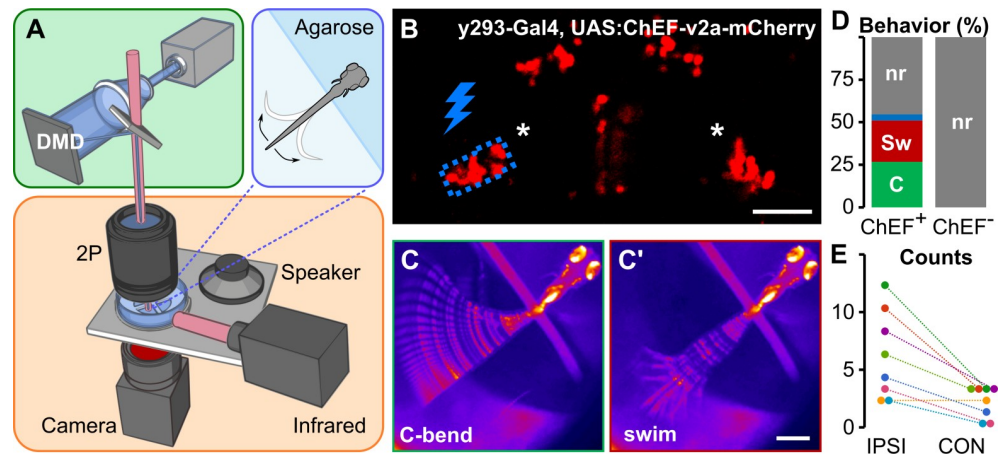 A
DMD
Agarose
2P
Speaker
Camera
Infrared
B
y293-Gal4, UAS:ChEF-v2a-mCherry
*
*
C
C-bend
C'
swim
D
Behavior (%)
75
50
25
0
nr
Sw
C
nr
ChEF+
ChEF-
E
Counts
10
5
0
IPSI
CON